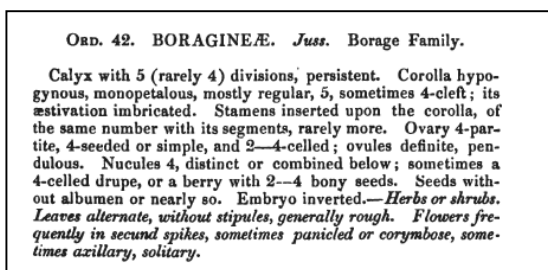 ORD. 42. BORAGINEÆ. Juss. Borage Family.
Calyx with 5 (rarely 4) divisions, persistent. Corolla hypo-
gynous, monopetalous, mostly regular, 5, sometimes 4-cleft; its
æstivation imbricated. Stamens inserted upon the corolla, of
the same number with its segments, rarely more. Ovary 4-par-
tite, 4-seeded or simple, and 2—4-celled; ovules definite, pen-
dulous. Nucules 4, distinct or combined below; sometimes a
4-celled drupe, or a berry with 2--4 bony seeds. Seeds with-
out albumen or nearly so. Embryo inverted.—Herbs or shrubs.
Leaves alternate, without stipules, generally rough. Flowers fre-
quently in secund spikes, sometimes panicled or corymbose, some-
times axillary, solitary.